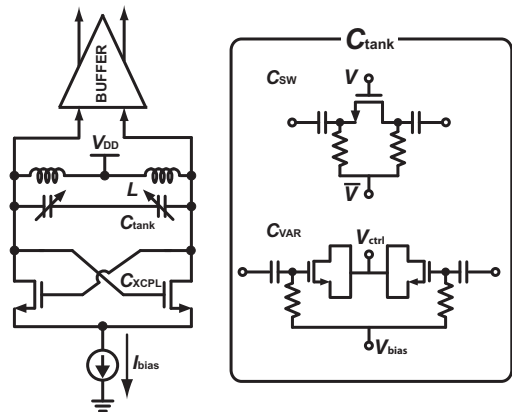 BUFFER
VDD
L
Ctank
CXCPL
Ibias
Ctank
CSW
V
V̅
CVAR
Vctrl
Vbias